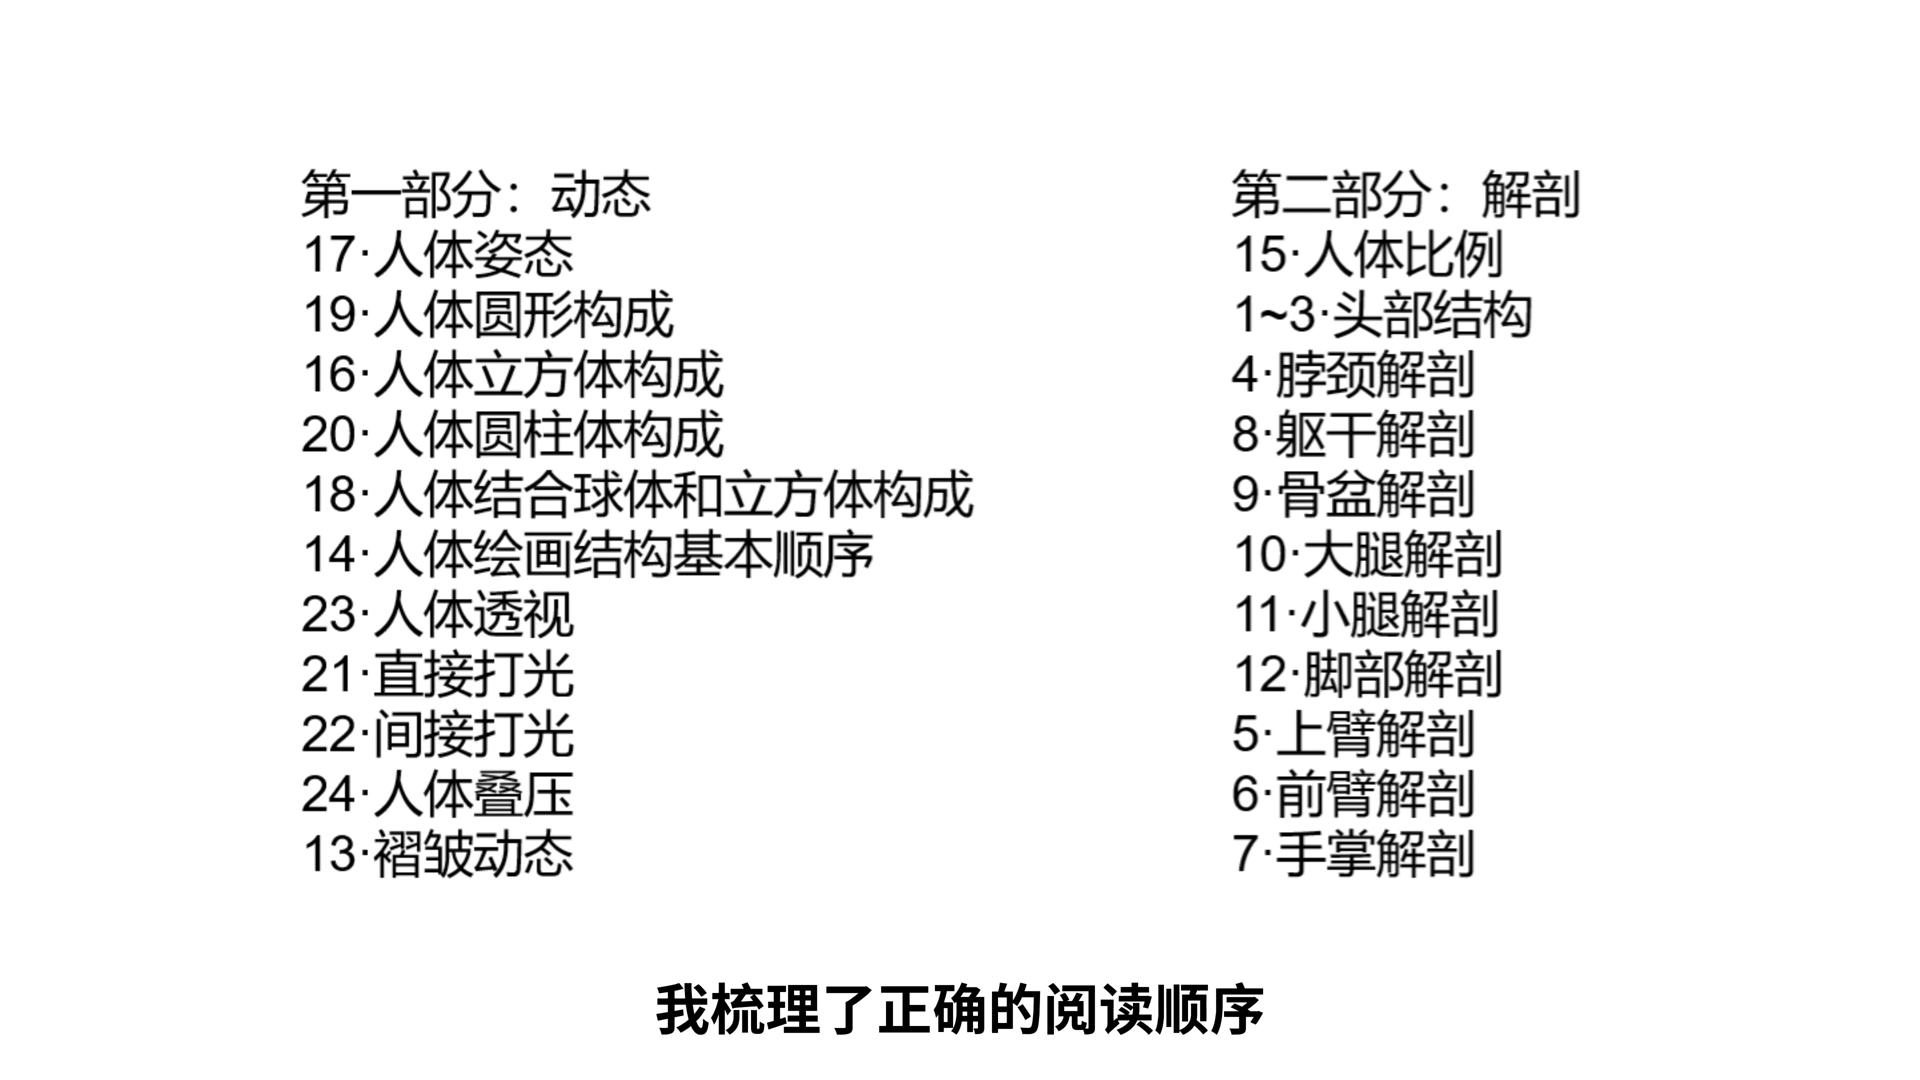 第一部分：动态
17·人体姿态
19·人体圆形构成
16·人体立方体构成
20·人体圆柱体构成
18·人体结合球体和立方体构成
14·人体绘画结构基本顺序
23·人体透视
21·直接打光
22·间接打光
24·人体叠压
13·褶皱动态
第二部分：解剖
15·人体比例
1~3·头部结构
4·脖颈解剖
8·躯干解剖
9·骨盆解剖
10·大腿解剖
11·小腿解剖
12·脚部解剖
5·上臂解剖
6·前臂解剖
7·手掌解剖
我梳理了正确的阅读顺序